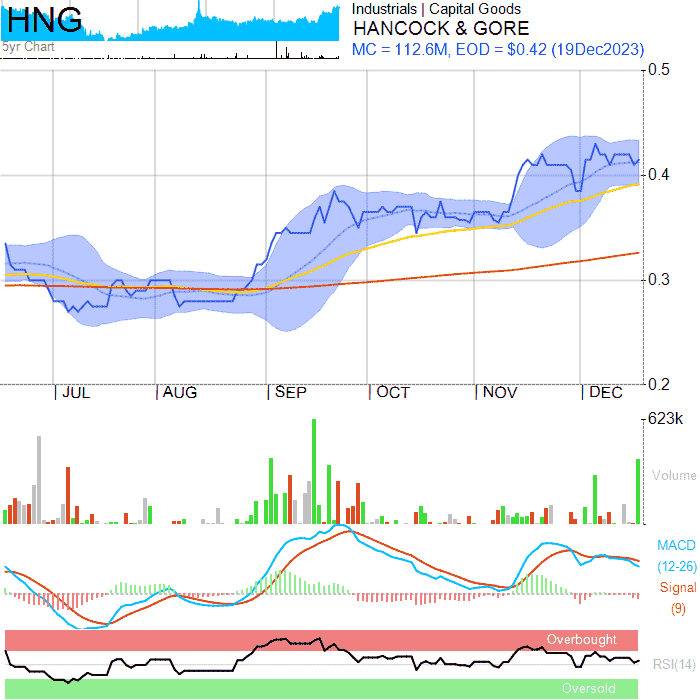 HNG
5yr Chart
Industrials | Capital Goods
HANCOCK & GORE
MC = 112.6M, EOD = $0.42 (19Dec2023)
0.5
0.4
0.3
0.2
JUL AUG SEP OCT NOV DEC
623k
Volume
MACD
(12-26)
Signal
(9)
Overbought
RSI(14)
Oversold